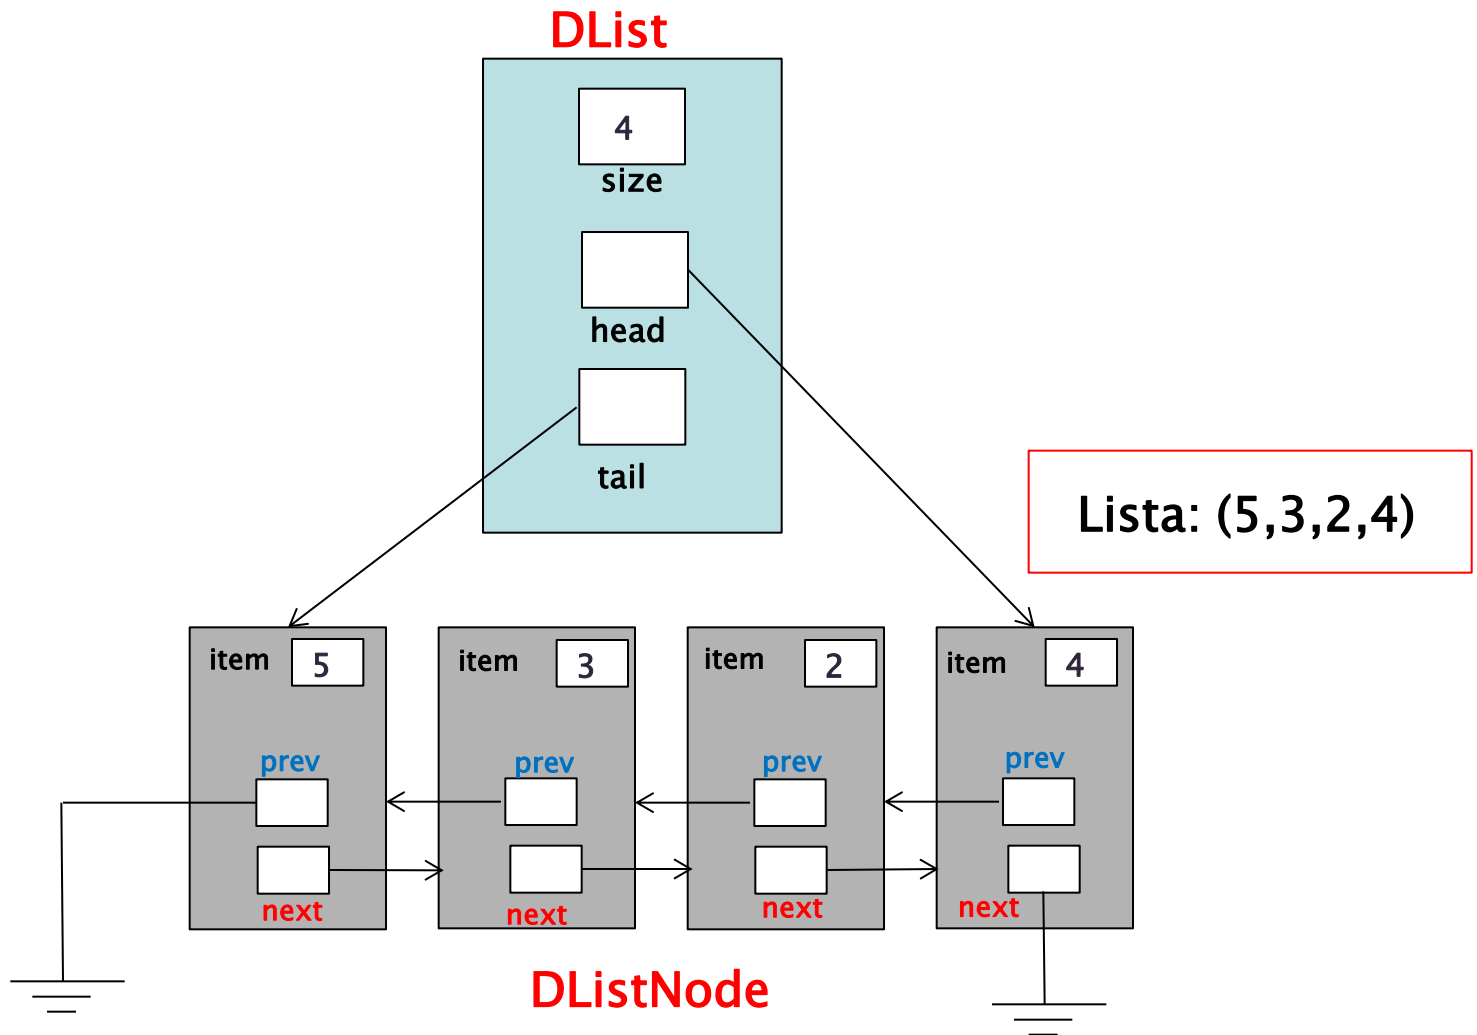 DList
4
size
head
tail
Lista: (5,3,2,4)
item 5
prev
next
item 3
prev
next
item 2
prev
next
item 4
prev
next
DListNode